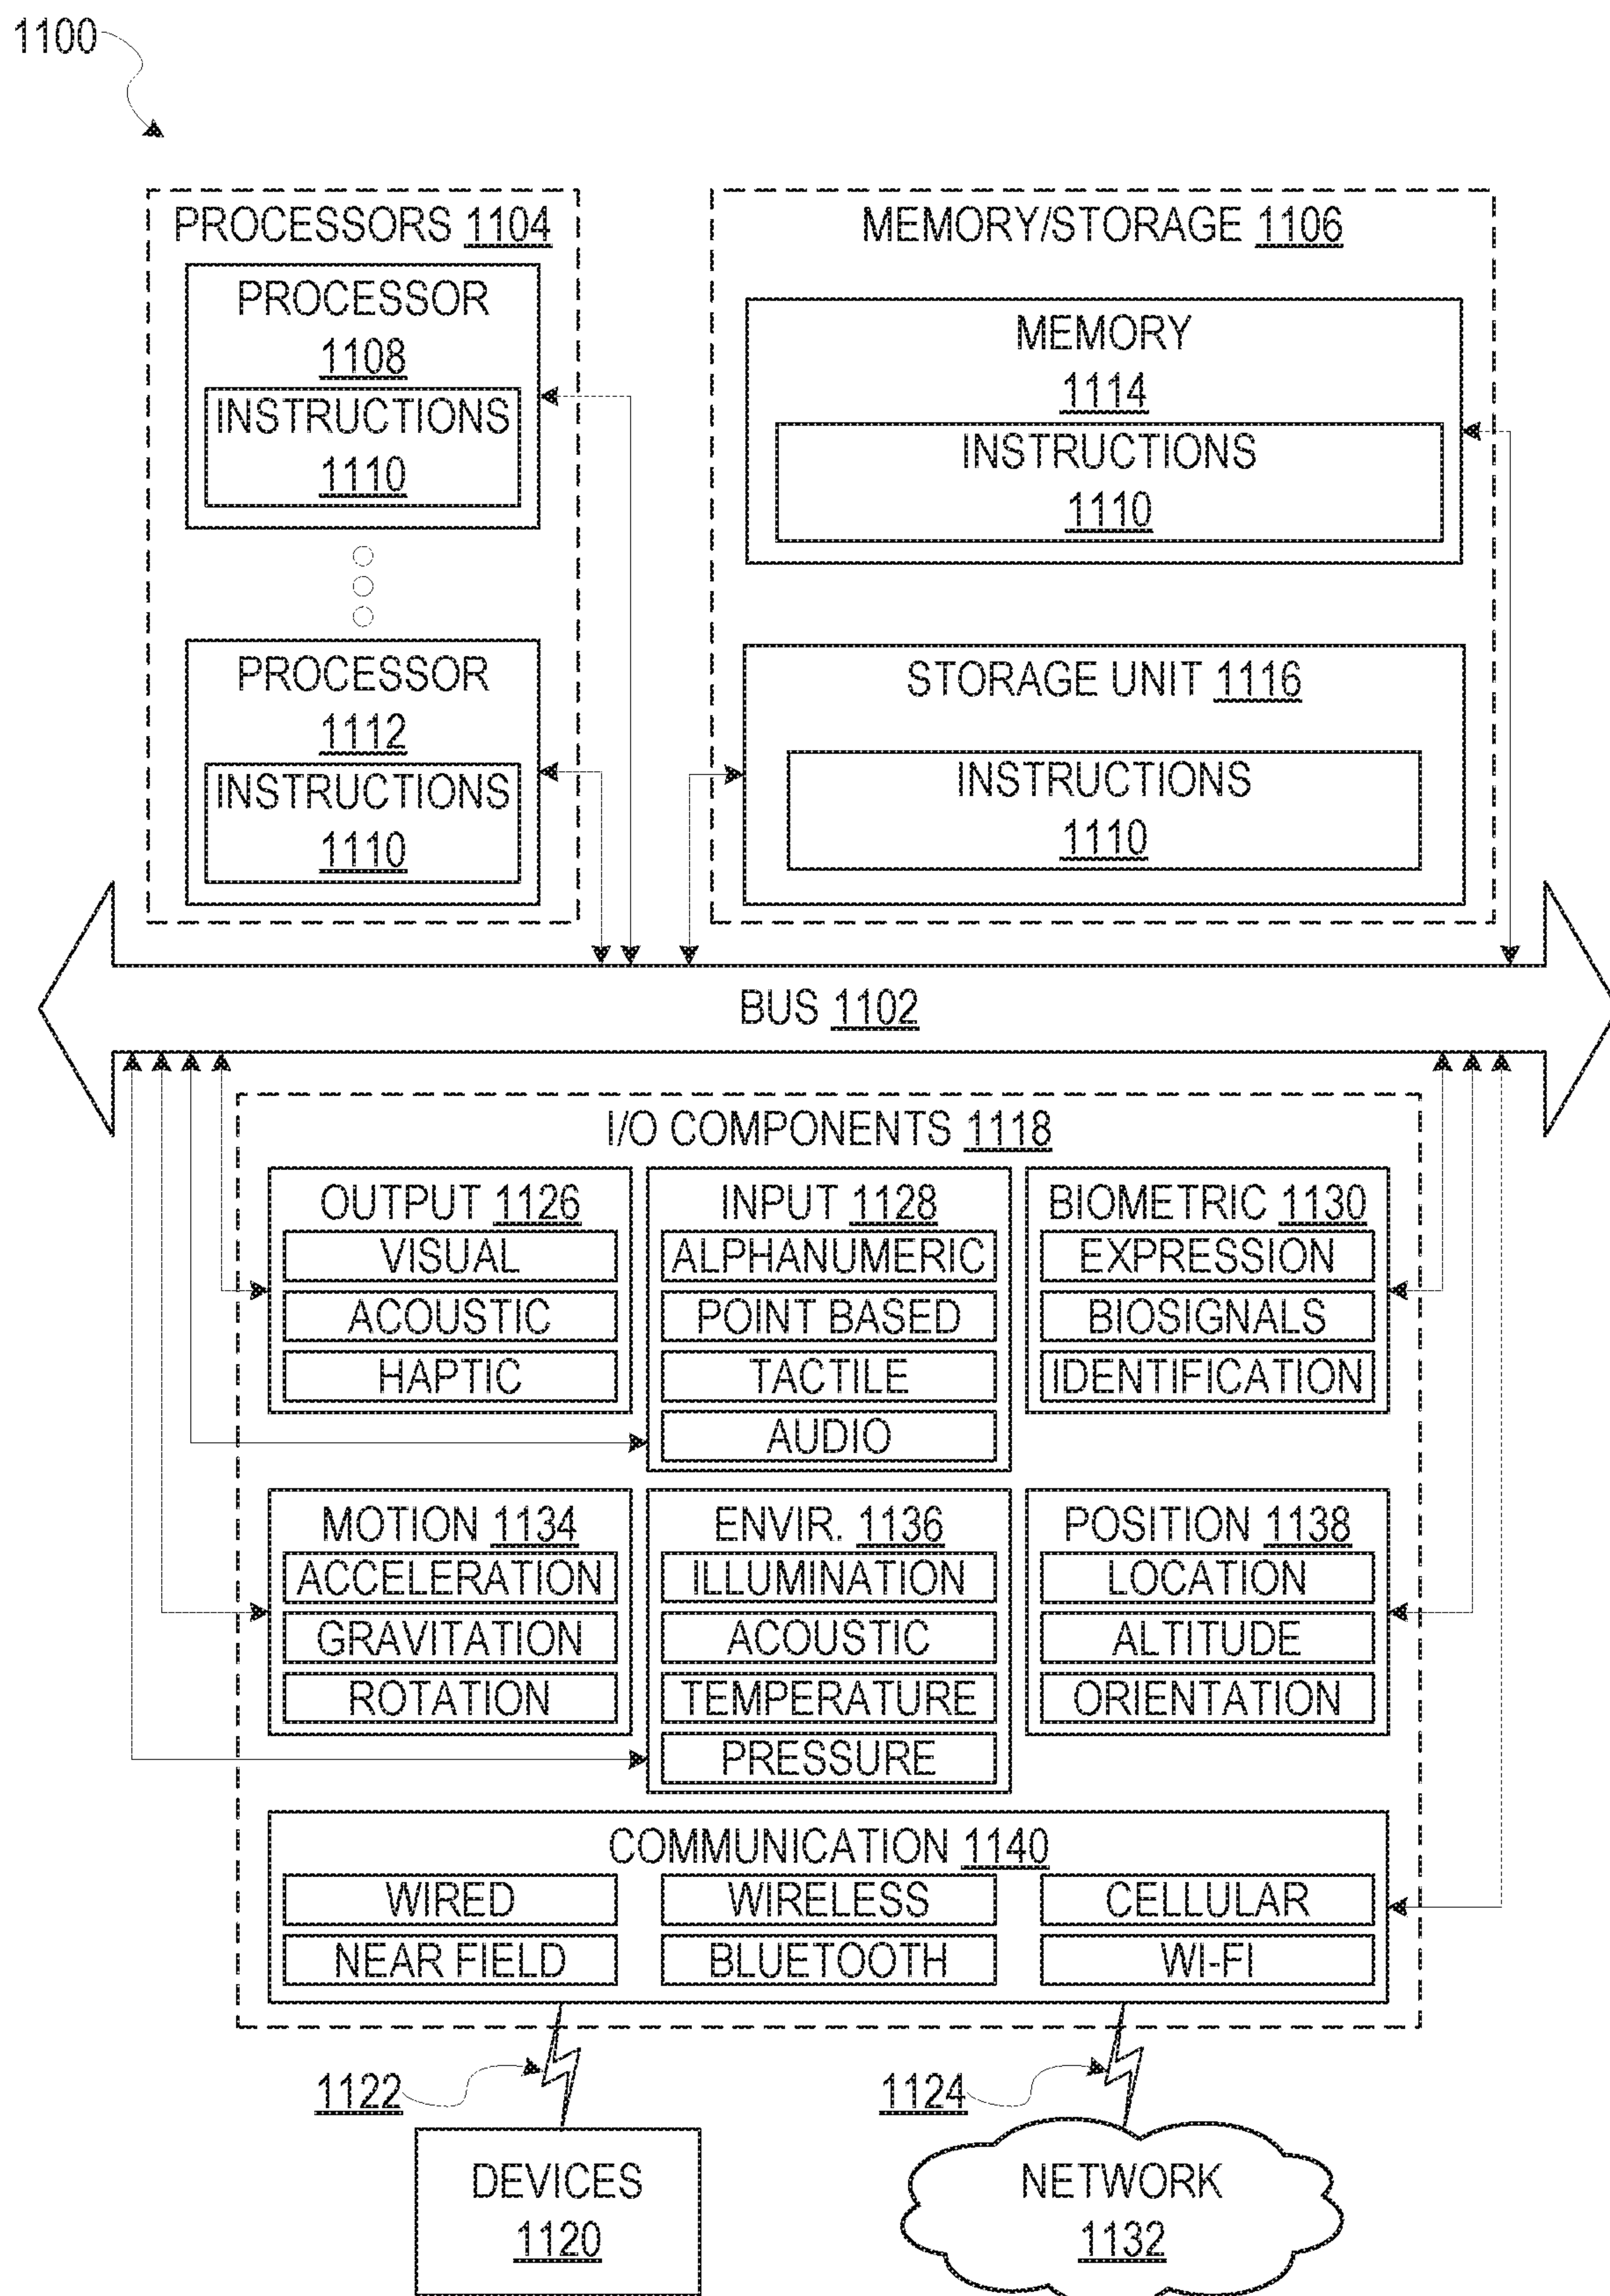 1100
PROCESSORS 1104
PROCESSOR
1108
INSTRUCTIONS
1110
PROCESSOR
1112
INSTRUCTIONS
1110
MEMORY/STORAGE 1106
MEMORY
1114
INSTRUCTIONS
1110
STORAGE UNIT 1116
INSTRUCTIONS
1110
BUS 1102
I/O COMPONENTS 1118
OUTPUT 1126
VISUAL
ACOUSTIC
HAPTIC
INPUT 1128
ALPHANUMERIC
POINT BASED
TACTILE
AUDIO
BIOMETRIC 1130
EXPRESSION
BIOSIGNALS
IDENTIFICATION
MOTION 1134
ACCELERATION
GRAVITATION
ROTATION
ENVIR. 1136
ILLUMINATION
ACOUSTIC
TEMPERATURE
PRESSURE
POSITION 1138
LOCATION
ALTITUDE
ORIENTATION
COMMUNICATION 1140
WIRED
WIRELESS
CELLULAR
NEAR FIELD
BLUETOOTH
WI-FI
1122
1124
DEVICES
1120
NETWORK
1132